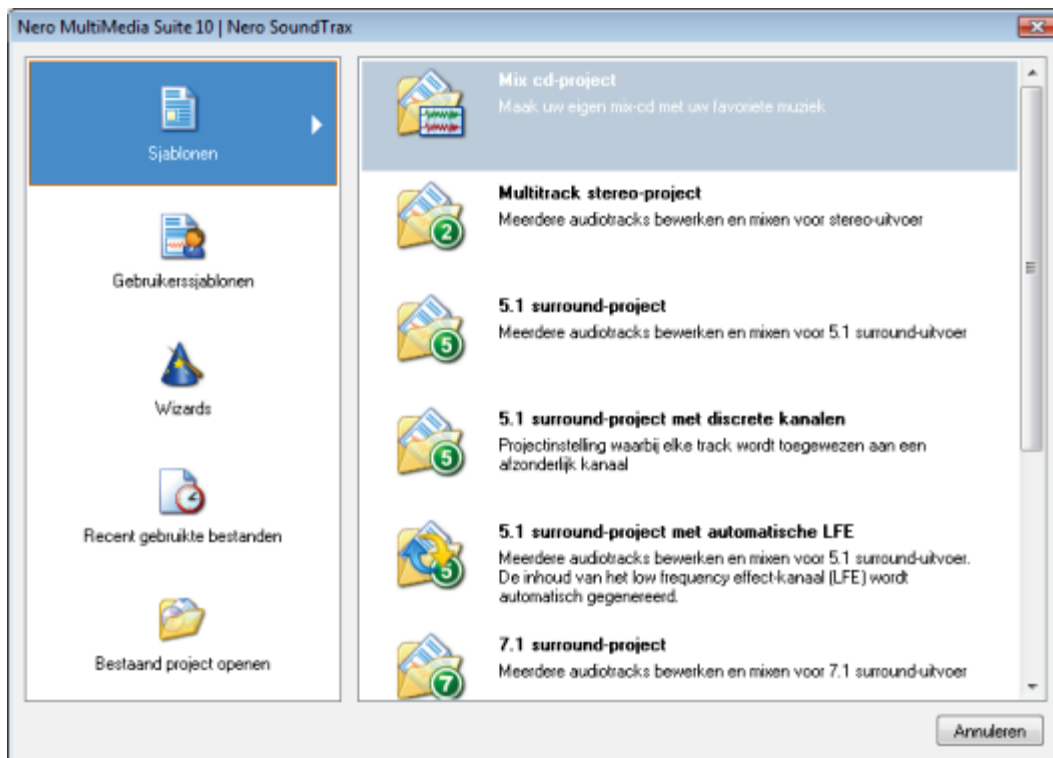 Nero MultiMedia Suite 10 | Nero SoundTrax
Sjablonen
Gebruikerssjablonen
Wizards
Recent gebruikte bestanden
Bestaand project openen
Mix cd-project
Maak uw eigen mix-cd met uw favoriete muziek
Multitrack stereo-project
Meerdere audiotracks bewerken en mixen voor stereo-uitvoer
5.1 surround-project
Meerdere audiotracks bewerken en mixen voor 5.1 surround-uitvoer
5.1 surround-project met discrete kanalen
Projectinstelling waarbij elke track wordt toegewezen aan een
afzonderlijk kanaal
5.1 surround-project met automatische LFE
Meerdere audiotracks bewerken en mixen voor 5.1 surround-uitvoer.
De inhoud van het low frequency effect-kanaal (LFE) wordt
automatisch gegenereerd.
7.1 surround-project
Meerdere audiotracks bewerken en mixen voor 7.1 surround-uitvoer
2
5
5
5
7
Annuleren